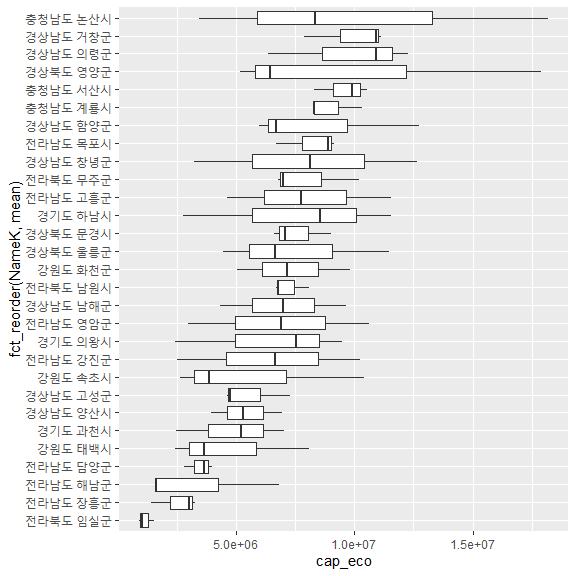 충청남도 논산시
경상남도 거창군
경상남도 의령군
경상북도 영양군
충청남도 서산시
충청남도 계룡시
경상남도 함양군
전라남도 목포시
경상남도 창녕군
전라북도 무주군
전라남도 고흥군
경기도 하남시
경상북도 문경시
경상북도 울릉군
강원도 화천군
전라북도 남원시
경상남도 남해군
전라남도 영암군
경기도 의왕시
전라남도 강진군
강원도 속초시
경상남도 고성군
경상남도 양산시
경기도 과천시
강원도 태백시
전라남도 담양군
전라남도 해남군
전라남도 장흥군
전라북도 임실군
fct_reorder(NameK, mean)
5.0e+06 1.0e+07 1.5e+07
cap_eco